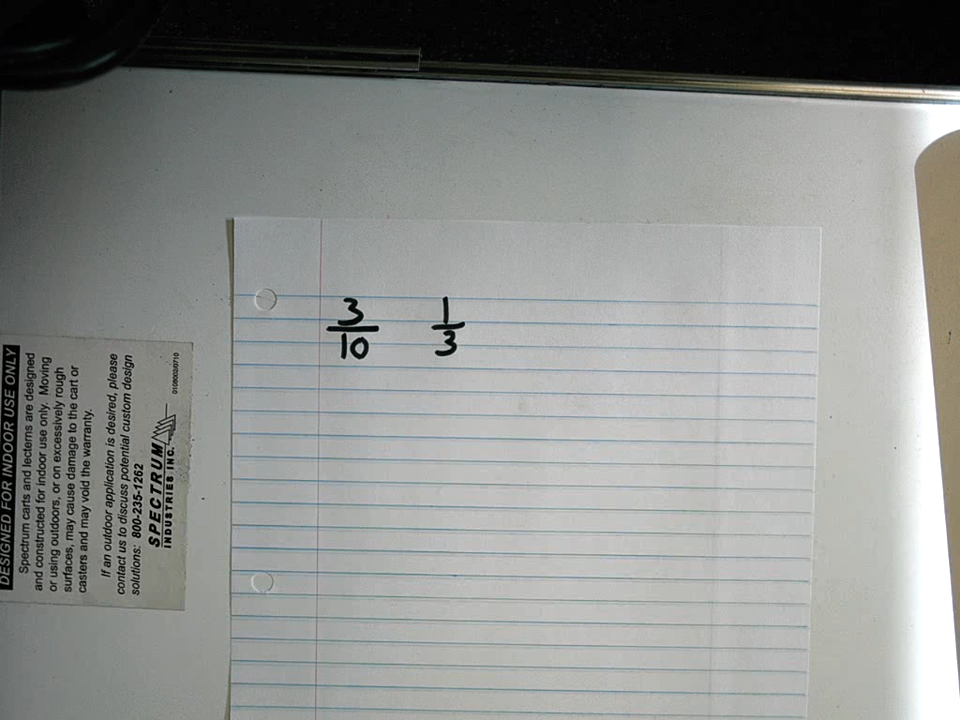 3/10 1/3
DESIGNED FOR INDOOR USE ONLY
Spectrum carts and lecterns are designed
and constructed for indoor use only. Moving
or using outdoors, or on excessively rough
surfaces, may cause damage to the cart or
casters and may void the warranty.
If an outdoor application is desired, please
contact us to discuss potential custom design
solutions: 800-235-1262
SPECTRUM
INDUSTRIES INC.